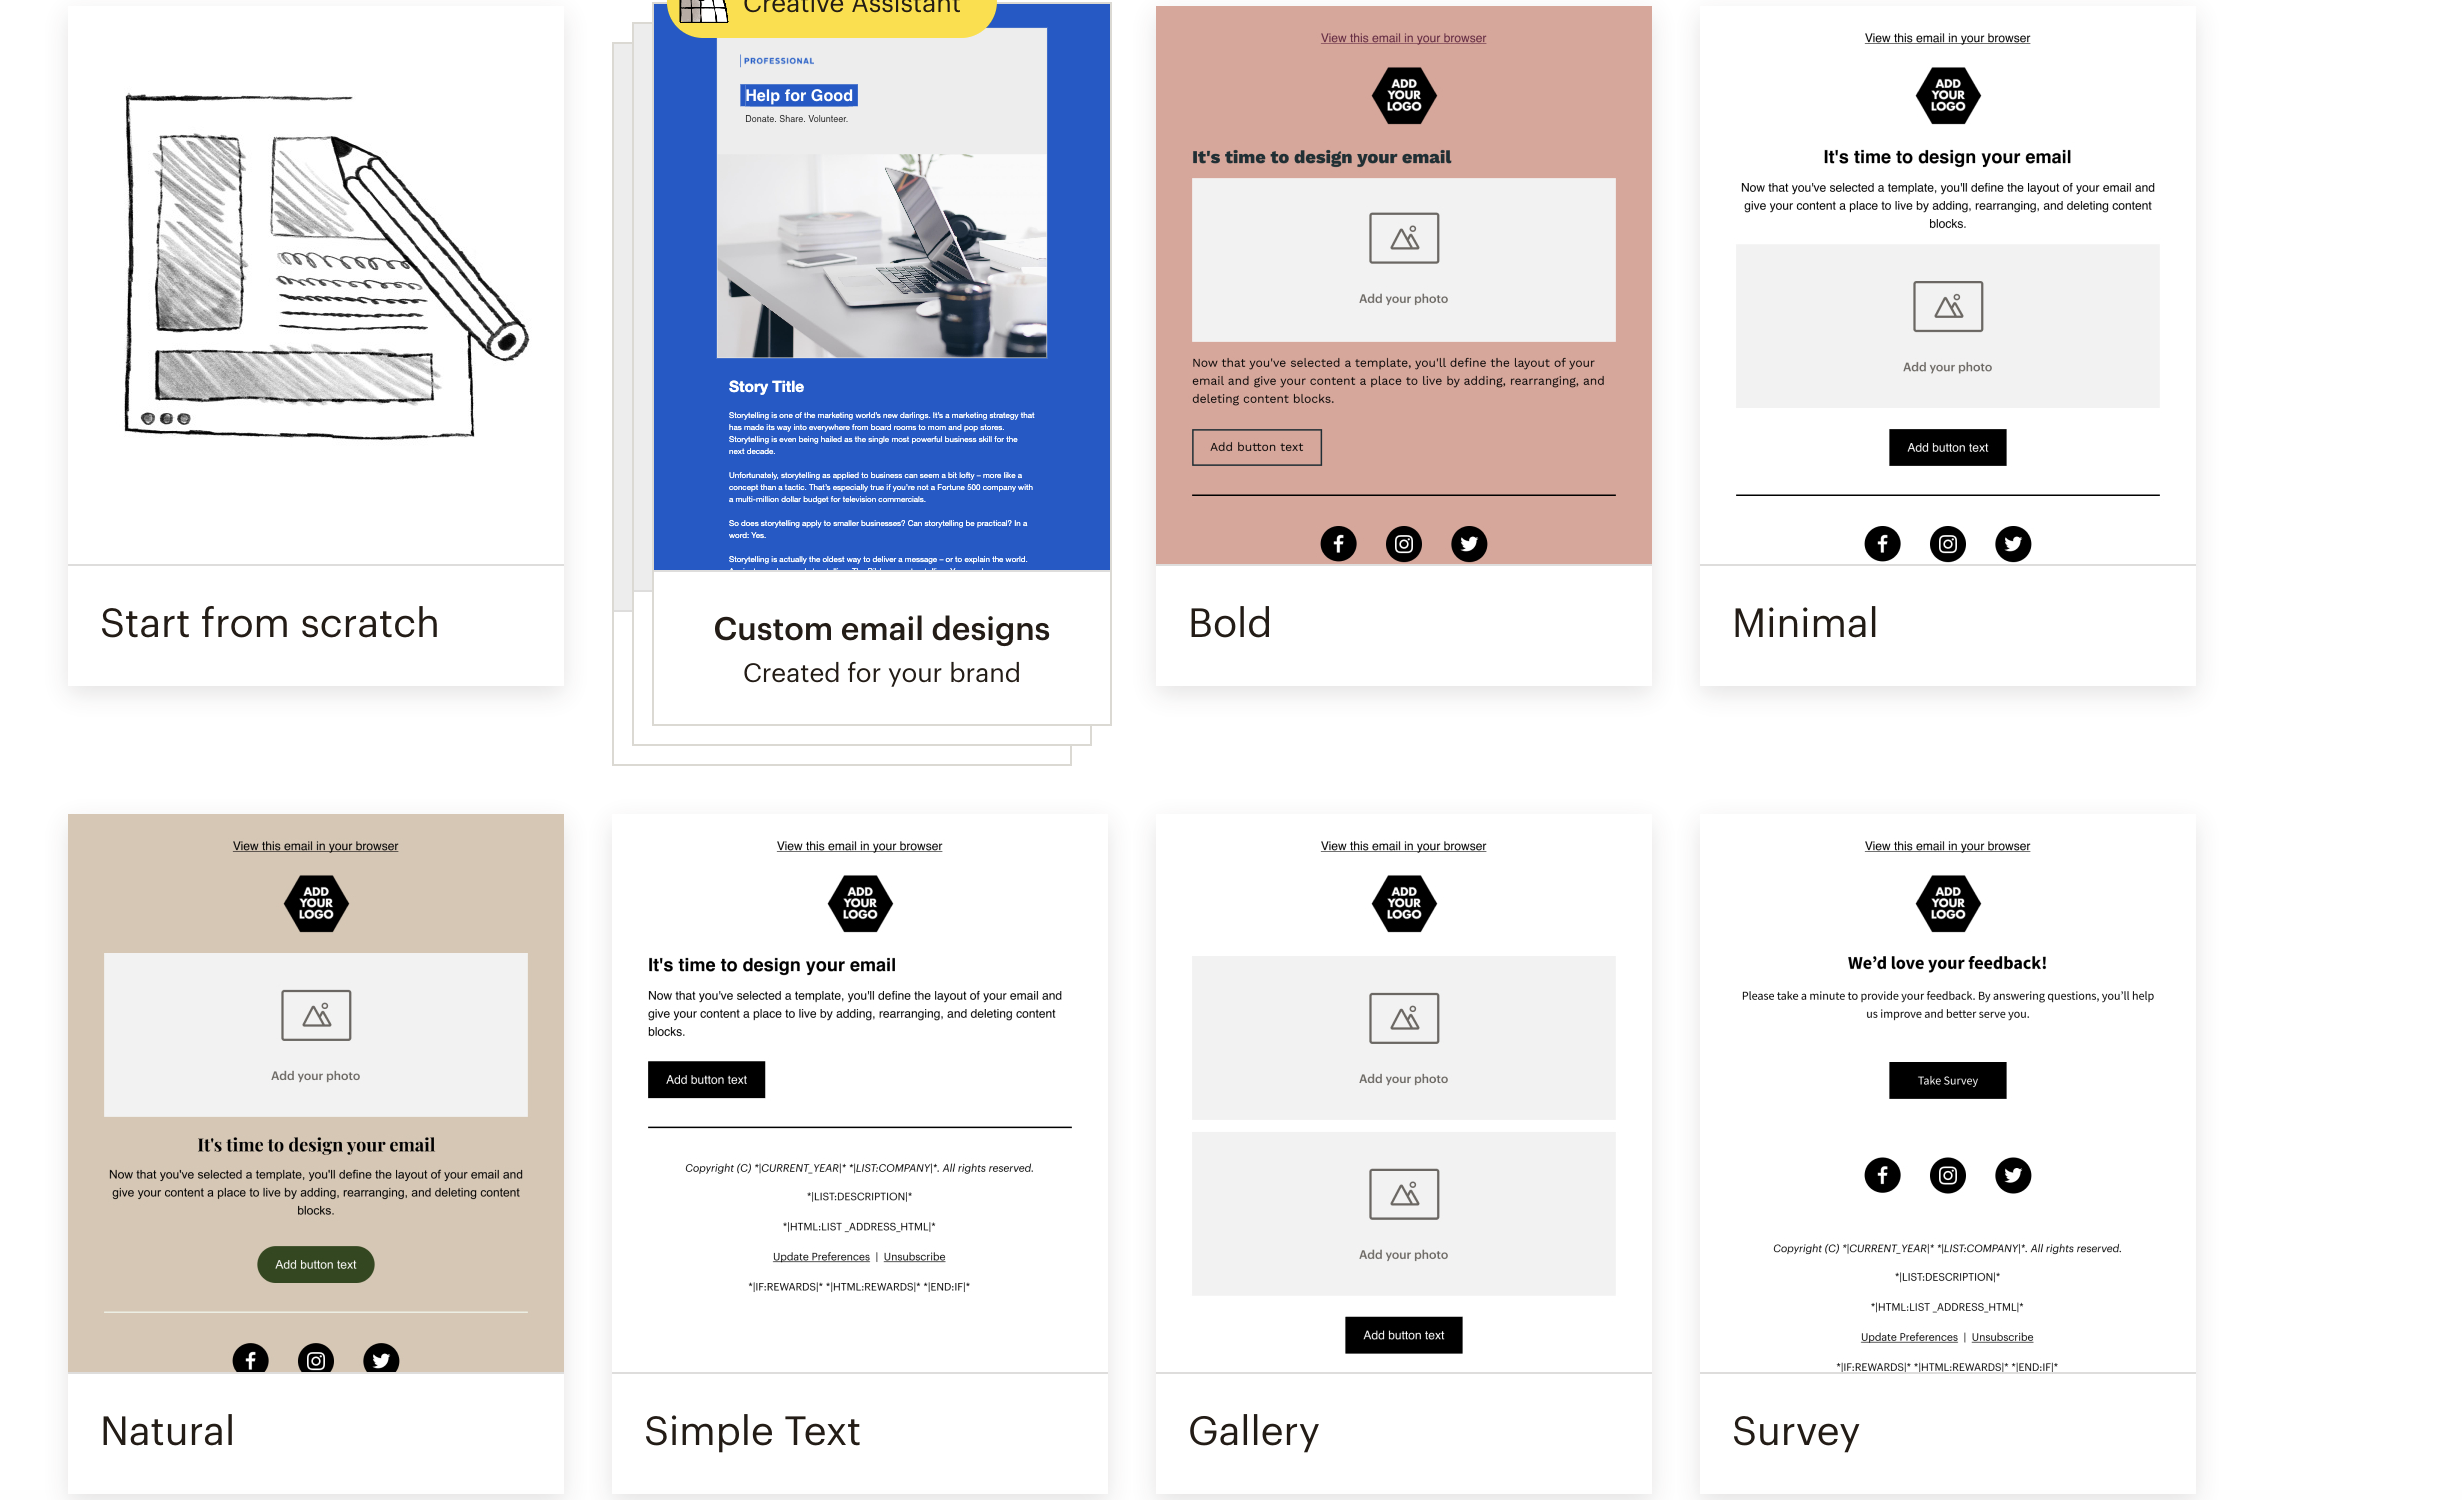 Creative Assistant
PROFESSIONAL
Help for Good
Donate. Share. Volunteer.
Story Title
Storytelling is one of the marketing world's new darlings. It's a marketing strategy that
has made its way into everywhere from board rooms to mom and pop stores.
Storytelling is even being hailed as the single most powerful business skill for the
next decade.
Unfortunately, storytelling as applied to business can seem a bit lofty – more like a
concept than a tactic. That's especially true if you're not a Fortune 500 company with
a multi-million dollar budget for television commercials.
So does storytelling apply to smaller businesses? Can storytelling be practical? In a
word: Yes.
Storytelling is actually the oldest way to deliver a message – or to explain the world.
View this email in your browser
ADD
YOUR
LOGO
It's time to design your email
Add your photo
Now that you've selected a template, you'll define the layout of your
email and give your content a place to live by adding, rearranging, and
deleting content blocks.
Add button text
View this email in your browser
ADD
YOUR
LOGO
It's time to design your email
Now that you've selected a template, you'll define the layout of your email and
give your content a place to live by adding, rearranging, and deleting content
blocks.
Add your photo
Add button text
Start from scratch
Custom email designs
Created for your brand
Bold
Minimal
View this email in your browser
ADD
YOUR
LOGO
Add your photo
It's time to design your email
Now that you've selected a template, you'll define the layout of your email and
give your content a place to live by adding, rearranging, and deleting content
blocks.
Add button text
View this email in your browser
ADD
YOUR
LOGO
It's time to design your email
Now that you've selected a template, you'll define the layout of your email and
give your content a place to live by adding, rearranging, and deleting content
blocks.
Add button text
Copyright (C) *|CURRENT_YEAR|* *|LIST:COMPANY|*. All rights reserved.
*|LIST:DESCRIPTION|*
*|HTML:LIST _ADDRESS_HTML|*
Update Preferences | Unsubscribe
*|IF:REWARDS|* *|HTML:REWARDS|* *|END:IF|*
View this email in your browser
ADD
YOUR
LOGO
Add your photo
Add your photo
Add button text
View this email in your browser
ADD
YOUR
LOGO
We'd love your feedback!
Please take a minute to provide your feedback. By answering questions, you'll help
us improve and better serve you.
Take Survey
Copyright (C) *|CURRENT_YEAR|* *|LIST:COMPANY|*. All rights reserved.
*|LIST:DESCRIPTION|*
*|HTML:LIST _ADDRESS_HTML|*
Update Preferences | Unsubscribe
*|IF:REWARDS|* *|HTML:REWARDS|* *|END:IF|*
Natural
Simple Text
Gallery
Survey